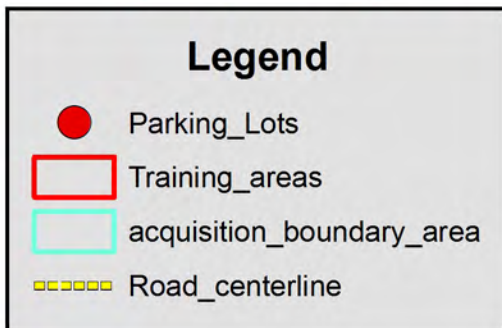 Legend
Parking_Lots
Training_areas
acquisition_boundary_area
Road_centerline